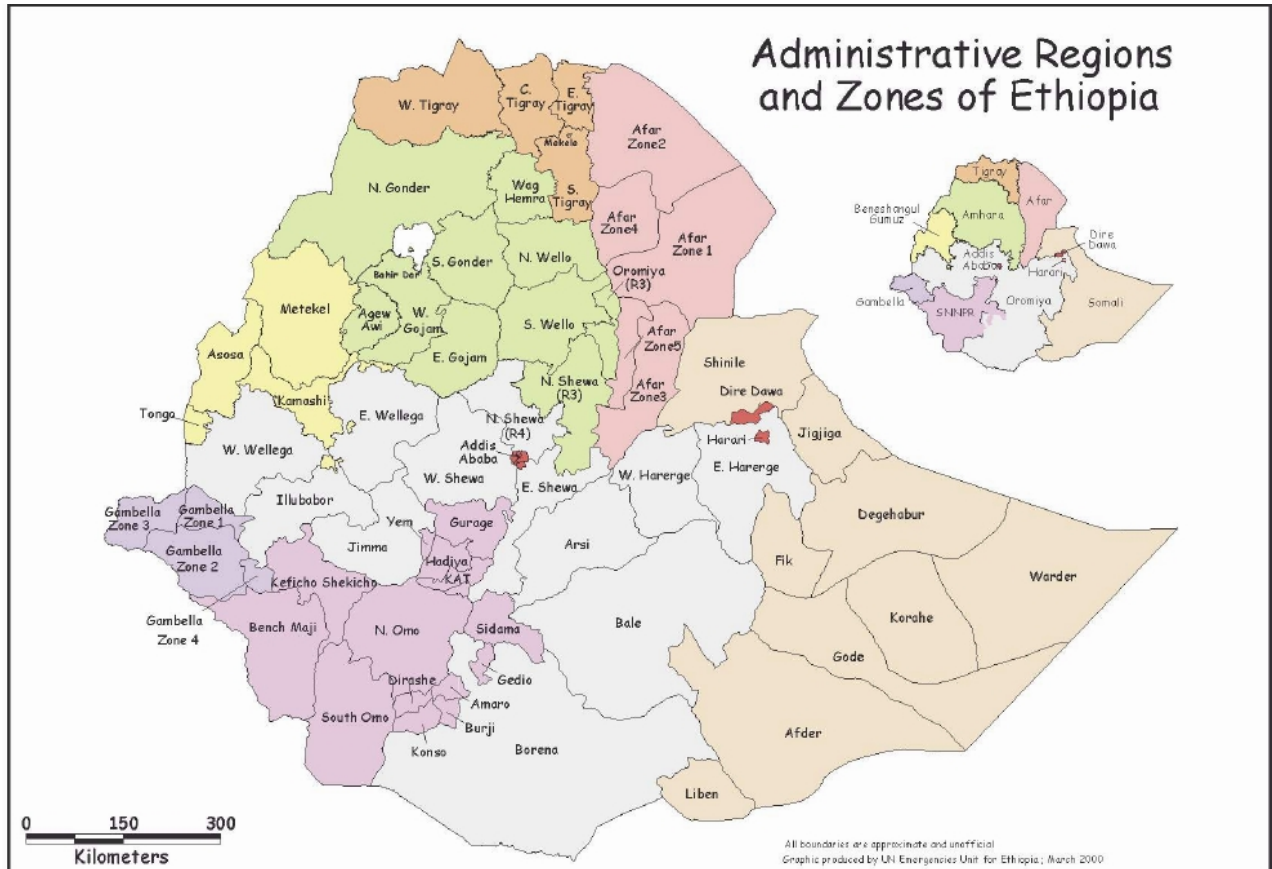 Administrative Regions
and Zones of Ethiopia
W. Tigray
C.
Tigray
E.
Tigray
Mekele
S.
Tigray
Afar
Zone2
Afar
Zone4
Afar
Zone 1
N. Gonder
Wag
Hemra
S. Gonder
N. Wello
Oromiya
(R3)
Bahir Dar
Metekel
Agew
Awi
W.
Gojam
S. Wello
Afar
Zone5
Asosa
E. Gojam
N. Shewa
(R3)
Afar
Zone3
Shinile
Dire Dawa
Kamashi
Tongo
E. Wellega
N. Shewa
(R4)
Harari
Jigjiga
W. Wellega
Addis
Ababa
W. Shewa
E. Shewa
W. Harerge
E. Harerge
Illubabor
Gambella
Zone 3
Gambella
Zone 1
Gambella
Zone 2
Yem
Gurage
Jimma
Hadiya
KAT
Arsi
Degehabur
Fik
Warder
Keficho Shekicho
Gambella
Zone 4
Bench Maji
N. Omo
Sidama
Bale
Korahe
Gode
Gedio
Dirashe
Amaro
Burji
South Omo
Konso
Borena
Afder
Liben
Tigray
Afar
Beneshangul
Gumuz
Amhara
Dire
Dawa
Addis
Ababa
Harari
Gambella
Oromiya
SNNPR
Somali
0 150 300
Kilometers
All boundaries are approximate and unofficial
Graphic produced by UN Emergencies Unit for Ethiopia; March 2000